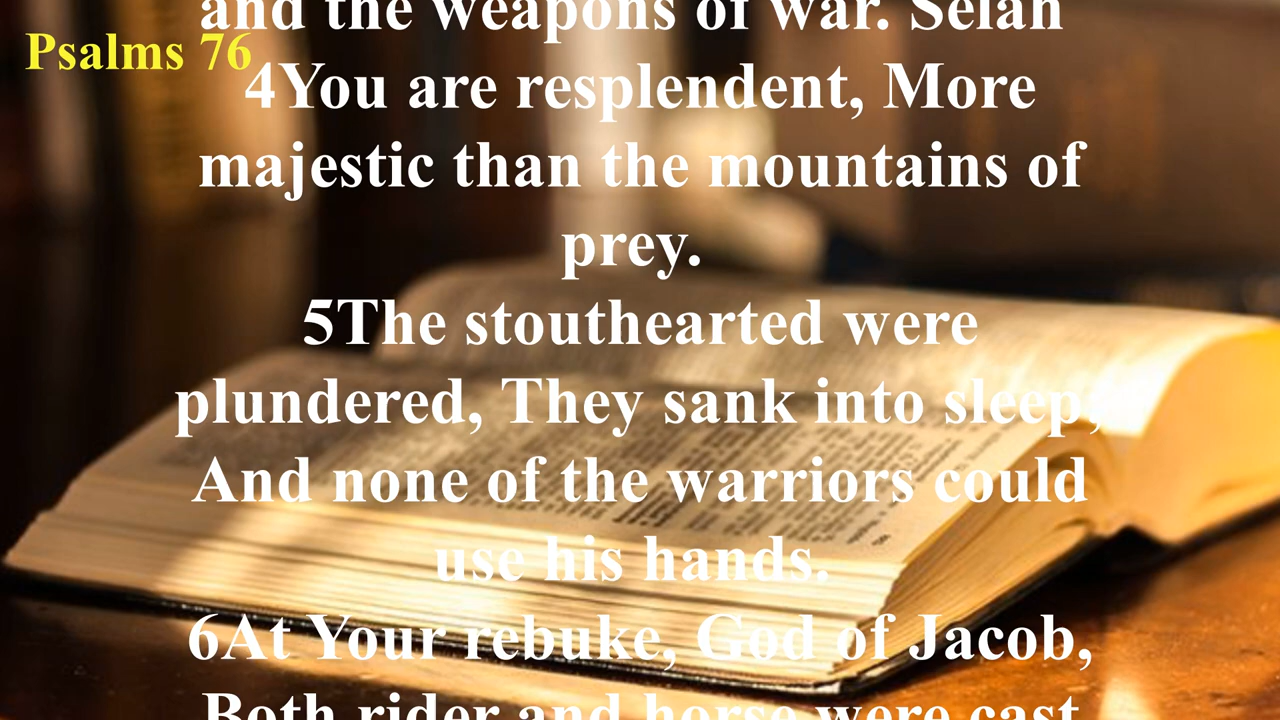 and the weapons of war. Selah
Psalms 76
4You are resplendent, More
majestic than the mountains of
prey.
5The stouthearted were
plundered, They sank into sleep,
And none of the warriors could
use his hands.
6At Your rebuke, God of Jacob,
Both rider and horse were cast